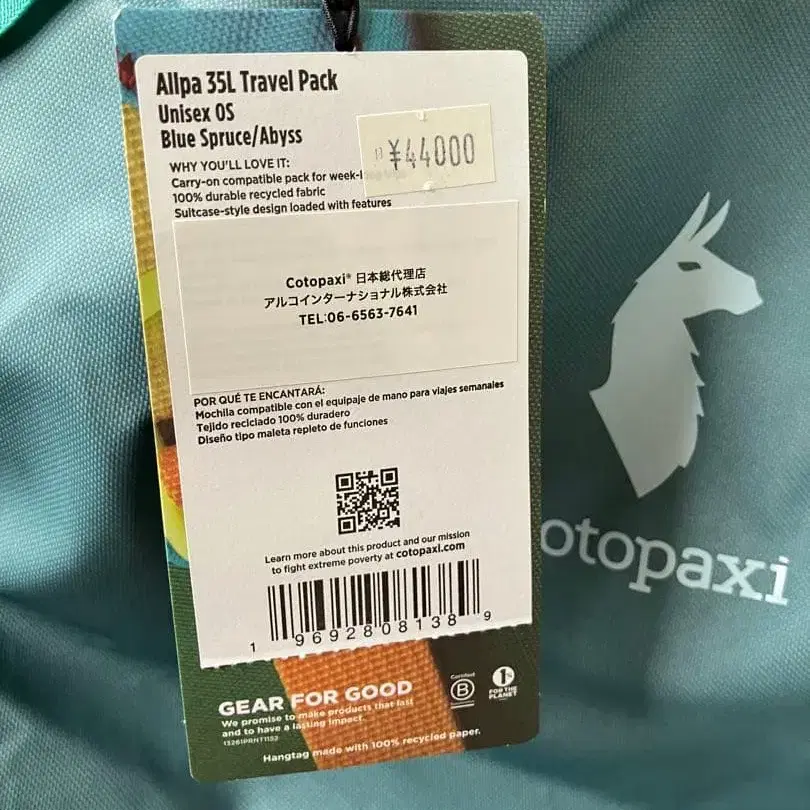 Allpa 35L Travel Pack
Unisex OS
Blue Spruce/Abyss
¥44000
WHY YOU'LL LOVE IT:
Carry-on compatible pack for week-
100% durable recycled fabric
Suitcase-style design loaded with features
Cotopaxi® 日本総代理店
アルコインターナショナル株式会社
TEL:06-6563-7641
POR QUÉ TE ENCANTARÁ:
Mochila compatible con el equipaje de mano para viajes semanales
Tejido reciclado 100% duradero
Diseño tipo maleta repleto de funciones
Learn more about this product and our mission
to fight extreme poverty at cotopaxi.com
1 96928 08138 9
GEAR FOR GOOD
We promise to make products that last
and to have a lasting impact.
13261PRNT1152
Certified
B
1%
FOR THE
PLANET
Hangtag made with 100% recycled paper.
otopaxi